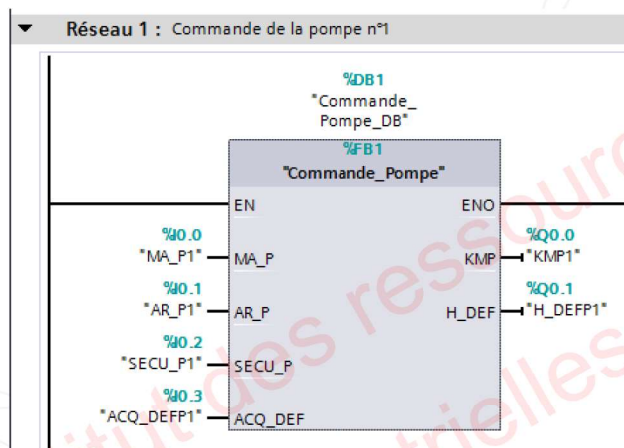 Réseau 1 : Commande de la pompe n°1
%DB1
"Commande_
Pompe_DB"
%FB1
"Commande_Pompe"
EN ENO
%I0.0
"MA_P1" MA_P
%Q0.0
KMP "KMP1"
%I0.1
"AR_P1" AR_P
%Q0.1
H_DEF "H_DEFP1"
%I0.2
"SECU_P1" SECU_P
%I0.3
"ACQ_DEFP1" ACQ_DEF